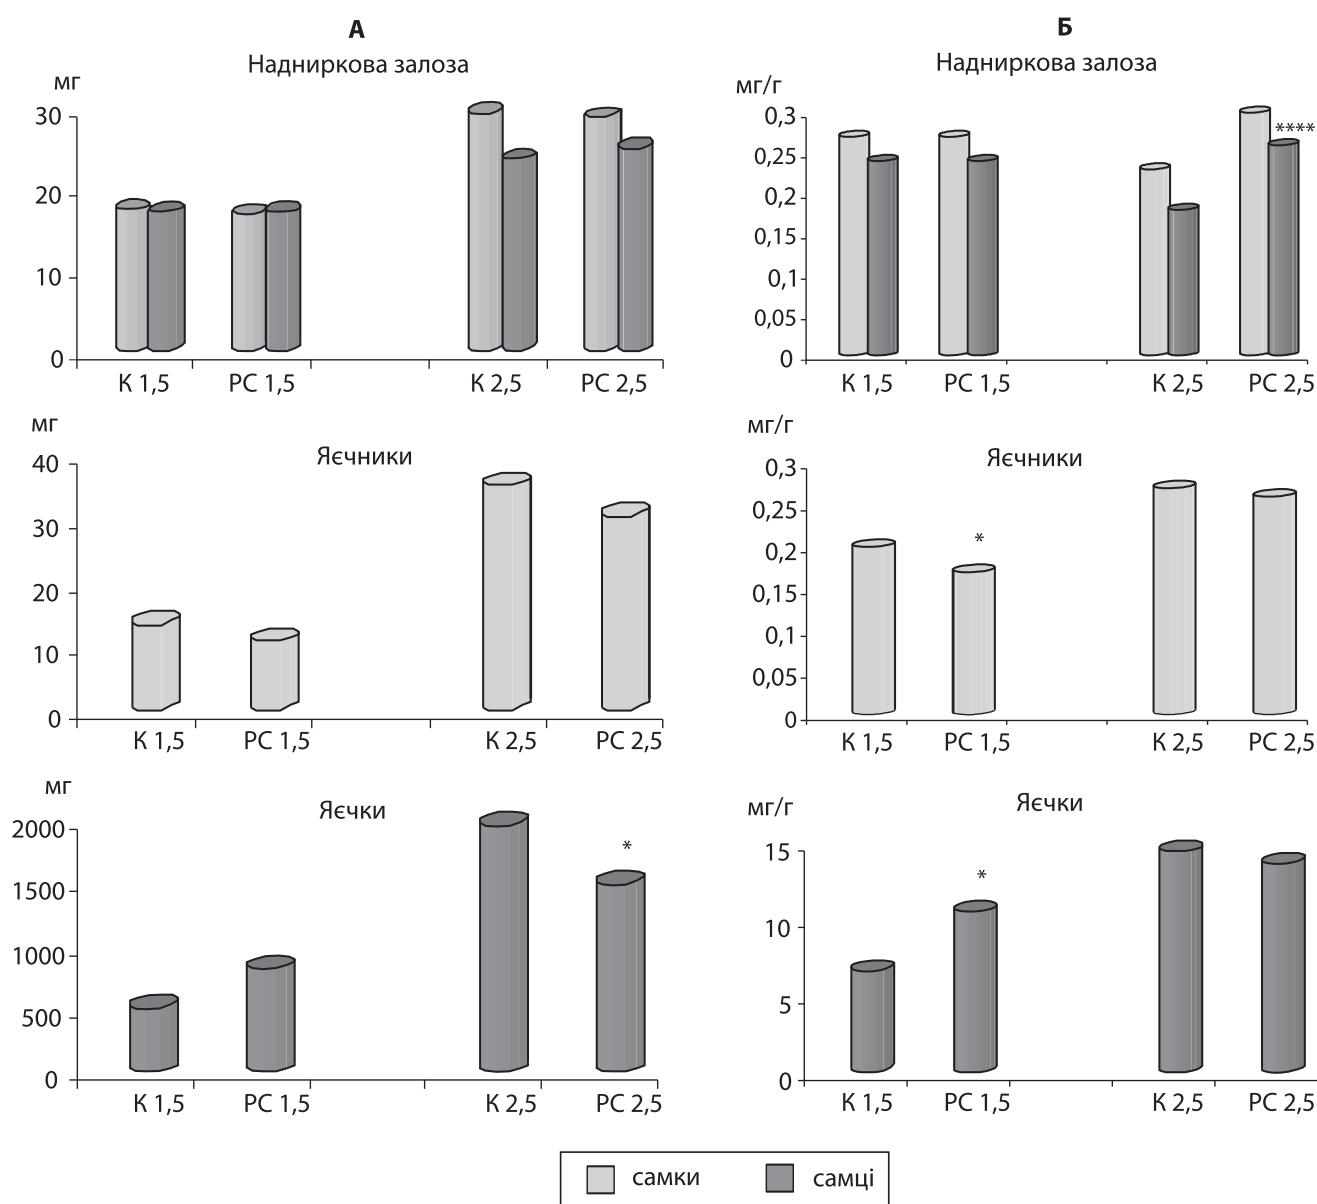 А
Надниркова залоза
мг
30
20
10
0
К 1,5 РС 1,5 К 2,5 РС 2,5
Б
Надниркова залоза
мг/г
0,3
0,25
0,2
0,15
0,1
0,05
0
****
К 1,5 РС 1,5 К 2,5 РС 2,5
мг
Яєчники
40
30
20
10
0
К 1,5 РС 1,5 К 2,5 РС 2,5
мг/г
Яєчники
0,3
0,25
0,2
0,15
0,1
0,05
0
*
К 1,5 РС 1,5 К 2,5 РС 2,5
мг
Яєчки
2000
1500
1000
500
0
*
К 1,5 РС 1,5 К 2,5 РС 2,5
мг/г
Яєчки
15
10
5
0
*
К 1,5 РС 1,5 К 2,5 РС 2,5
самки самці